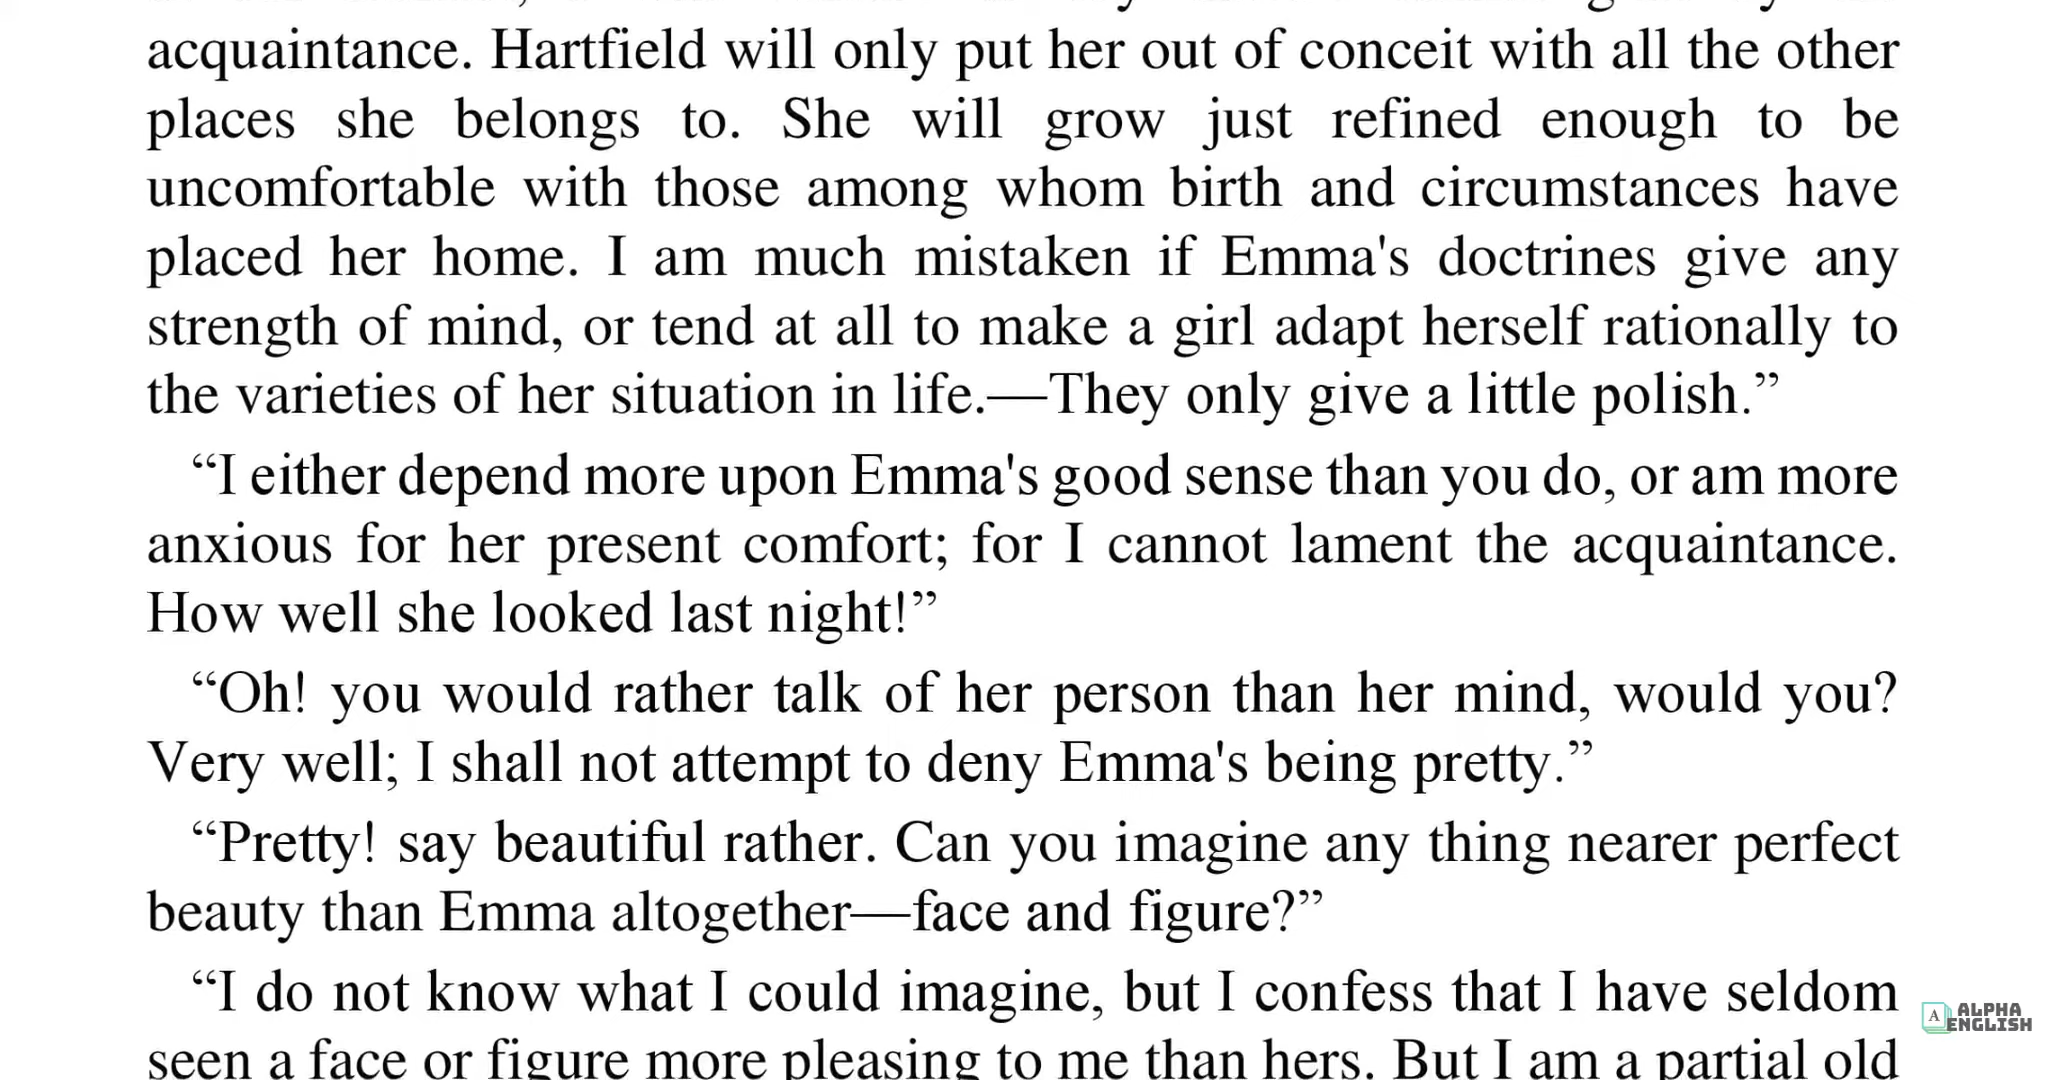 acquaintance. Hartfield will only put her out of conceit with all the other
places she belongs to. She will grow just refined enough to be
uncomfortable with those among whom birth and circumstances have
placed her home. I am much mistaken if Emma's doctrines give any
strength of mind, or tend at all to make a girl adapt herself rationally to
the varieties of her situation in life.—They only give a little polish.”
“I either depend more upon Emma's good sense than you do, or am more
anxious for her present comfort; for I cannot lament the acquaintance.
How well she looked last night!”
“Oh! you would rather talk of her person than her mind, would you?
Very well; I shall not attempt to deny Emma's being pretty.”
“Pretty! say beautiful rather. Can you imagine any thing nearer perfect
beauty than Emma altogether—face and figure?”
“I do not know what I could imagine, but I confess that I have seldom
seen a face or figure more pleasing to me than hers. But I am a partial old
A ALPHA
ENGLISH